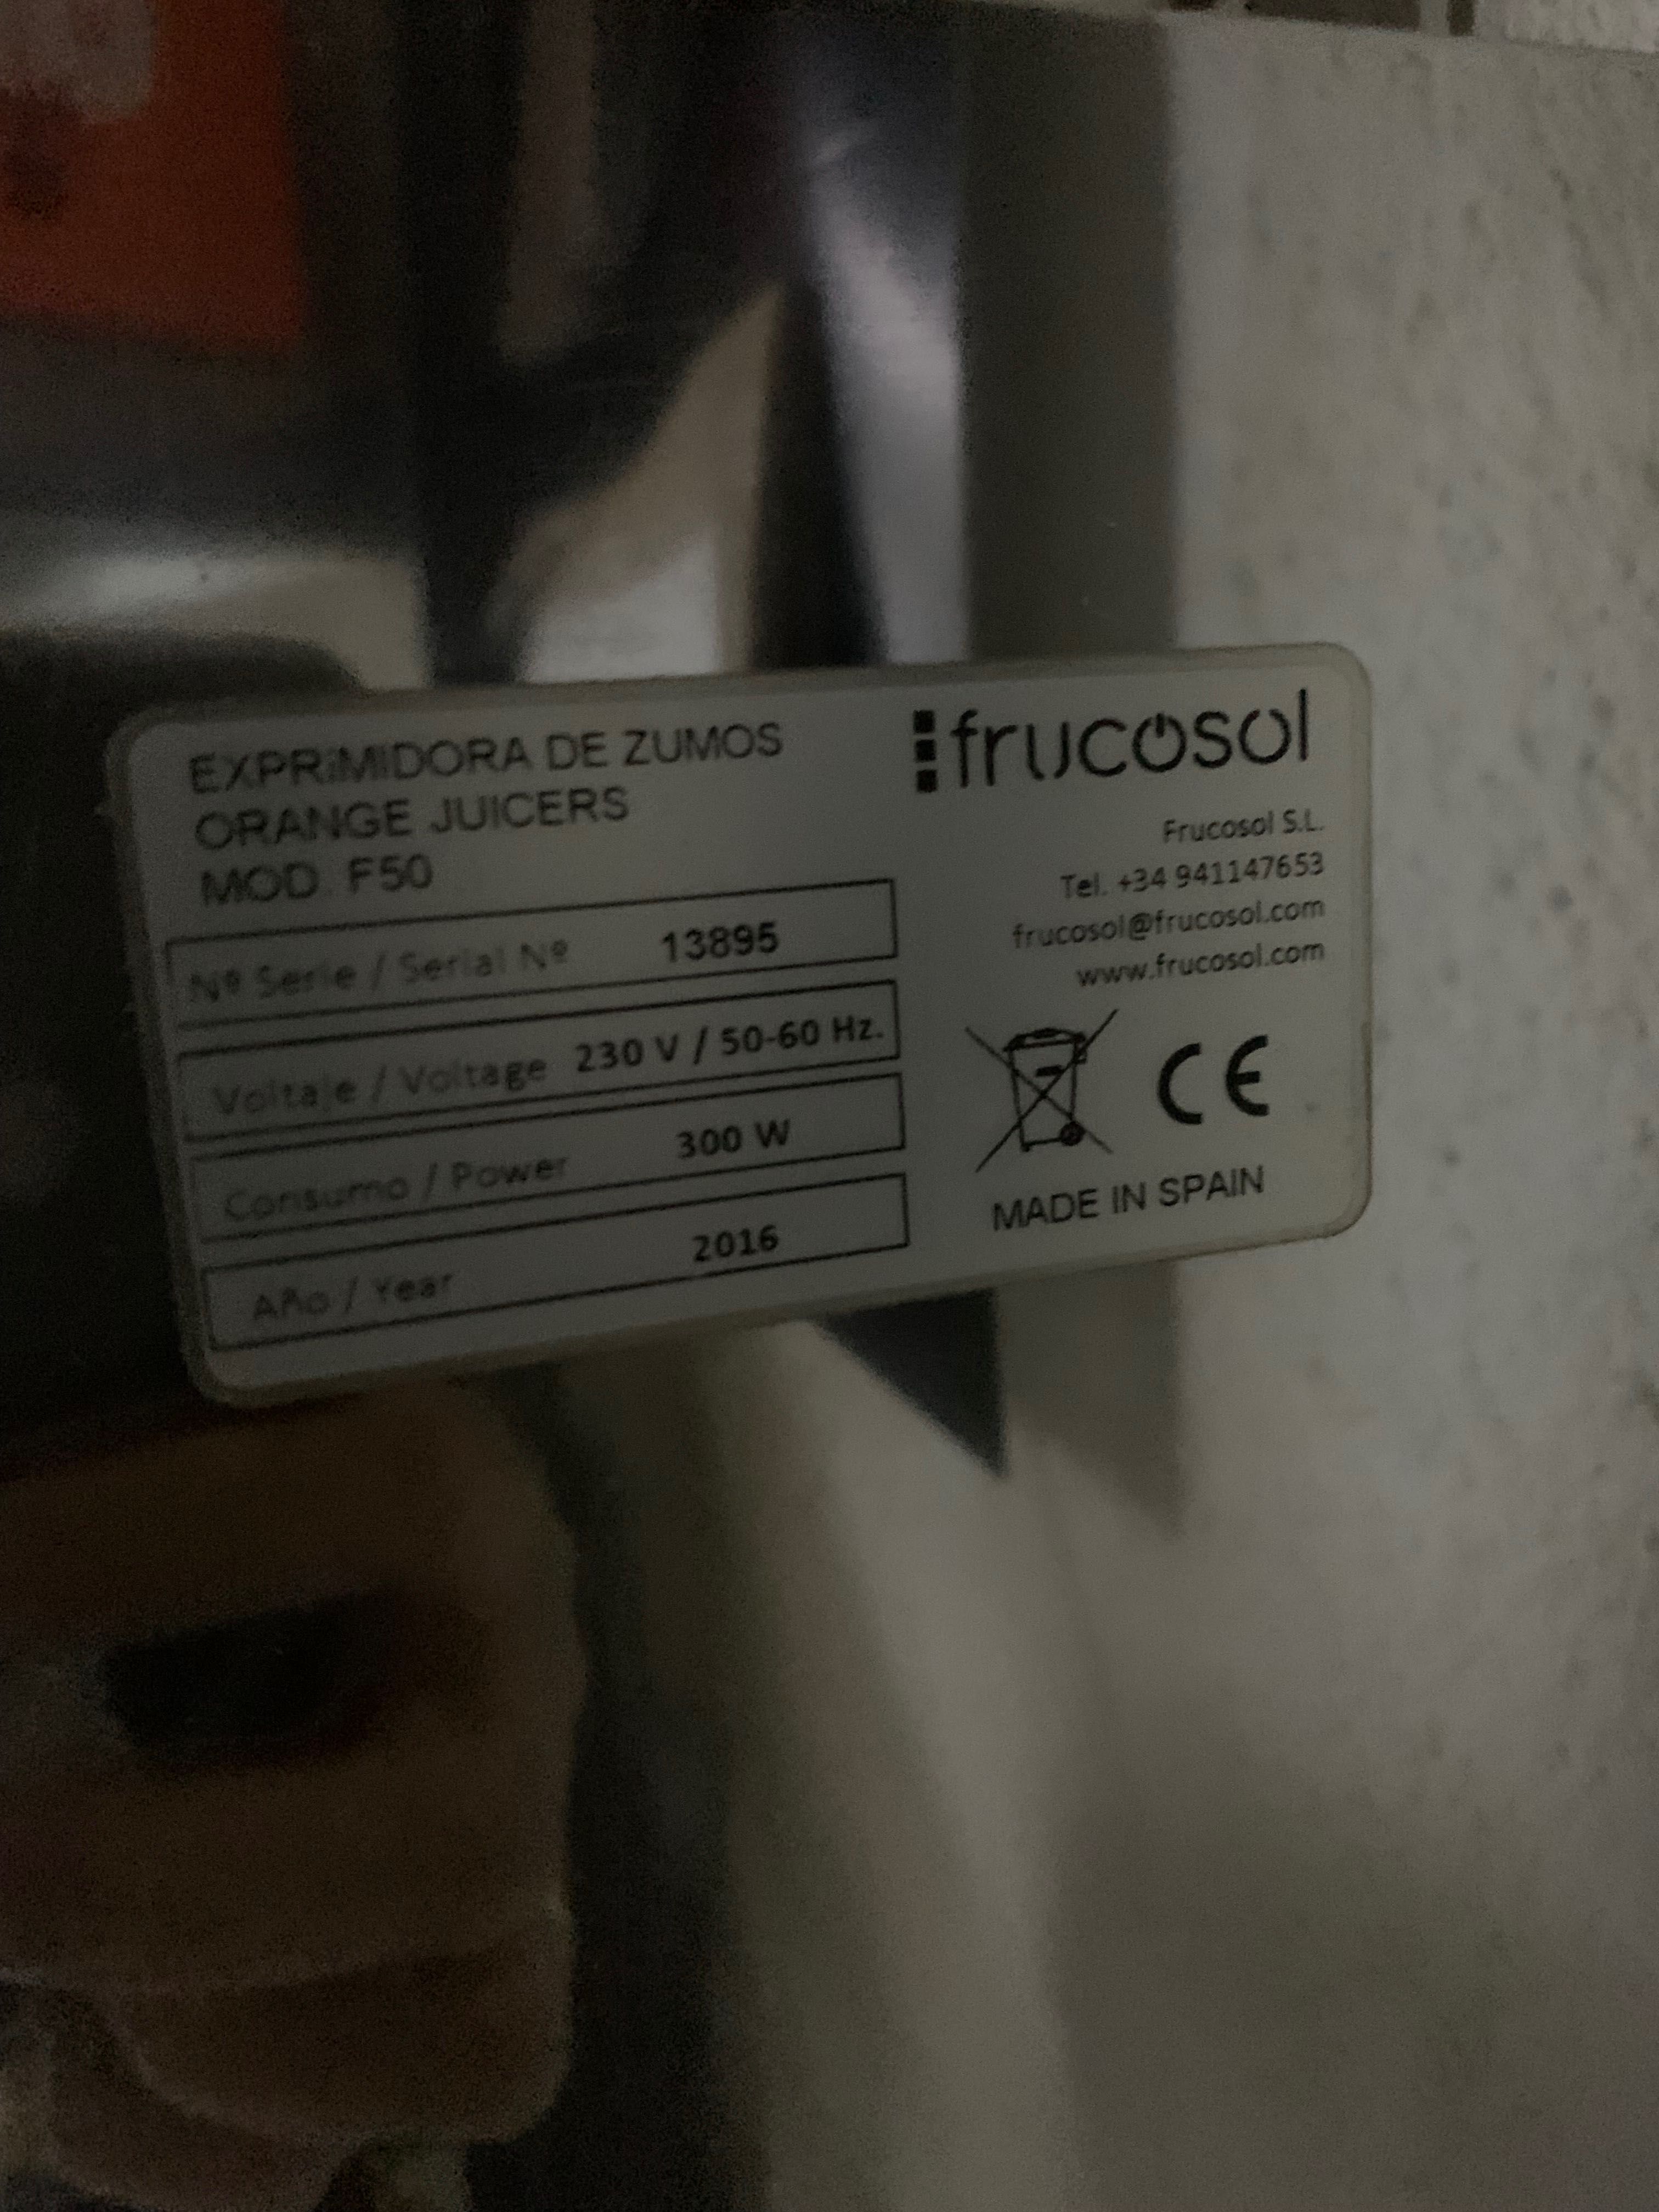 EXPRiMIDORA DE ZUMOS
ORANGE JUICERS
MOD. F50
Nº Serie / Serial Nº 13895
Voltaje / Voltage 230 V / 50-60 Hz.
Consumo / Power 300 W
Año / Year 2016
frucosol
Frucosol S.L.
Tel. +34 941147653
frucosol@frucosol.com
www.frucosol.com
CE
MADE IN SPAIN